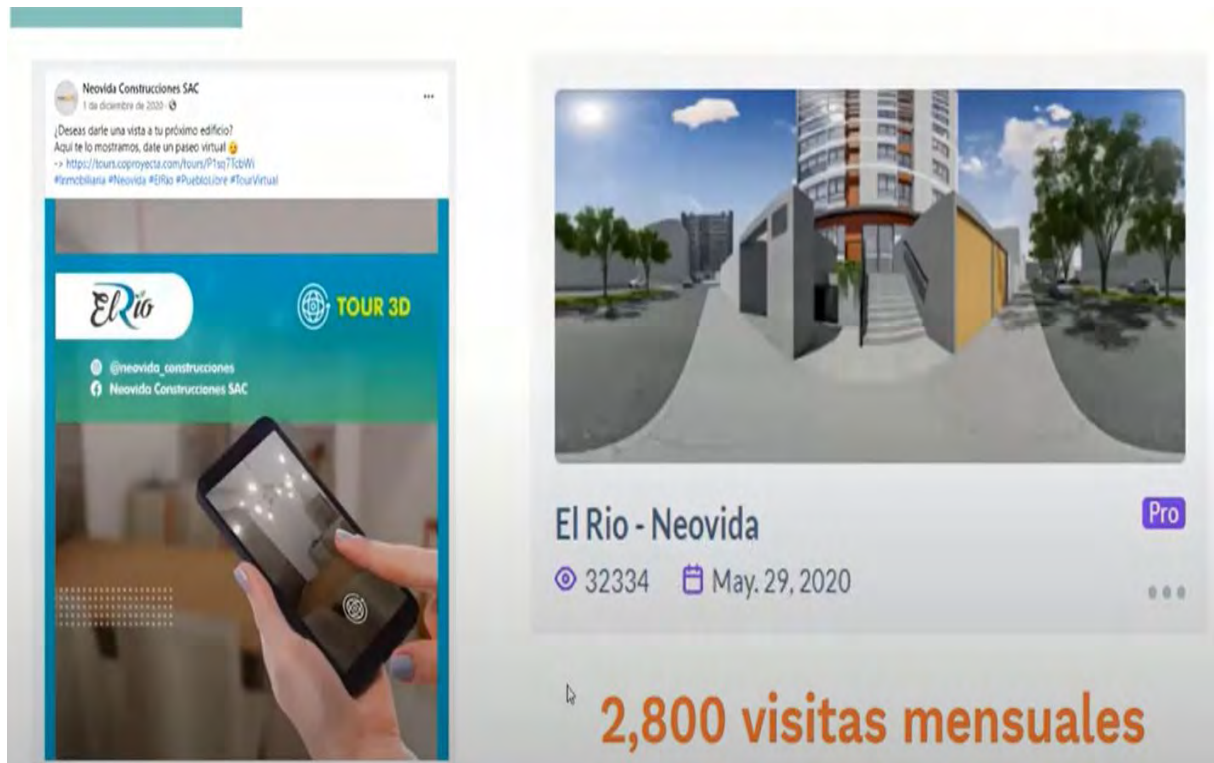 Neovida Construcciones SAC
1 de diciembre de 2020
¿Deseas darle una vista a tu próximo edificio?
Aquí te lo mostramos, date un paseo virtual
-> https://tours.coproyecta.com/tours/P1sq7TcbWi
#Inmobiliaria #Neovida #ElRio #PuebloLibre #TourVirtual
El Río
TOUR 3D
@neovida_construcciones
Neovida Construcciones SAC
El Rio - Neovida
Pro
32334 May. 29, 2020
2,800 visitas mensuales